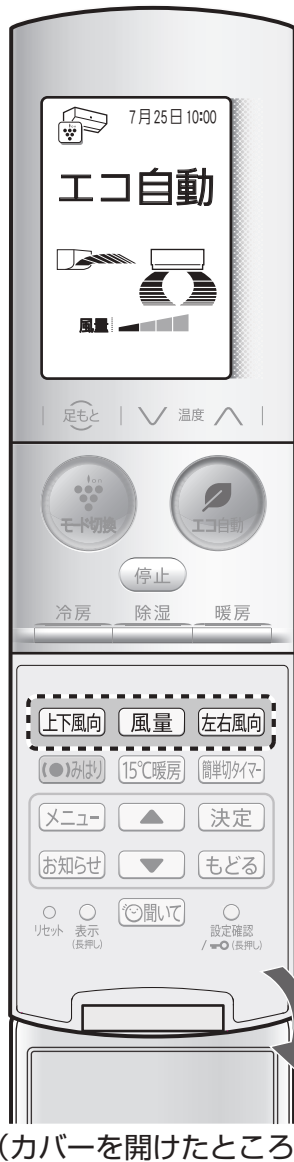 7月25日 10:00
エコ自動
風量
足もと 温度
ion
モード切換 エコ自動
停止
冷房 除湿 暖房
上下風向 風量 左右風向
みはり 15℃暖房 簡単切タイマー
メニュー ▲ 決定
お知らせ ▼ もどる
リセット 表示 (長押し) 聞いて 設定確認 / (長押し)
(カバーを開けたところ